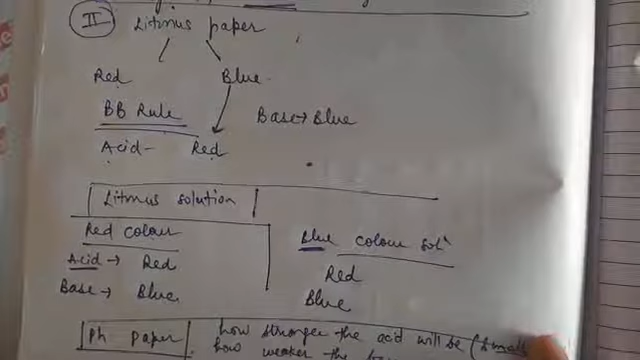 II Litmus paper
Red Blue
BB Rule Base → Blue
Acid - Red
Litmus solution
Red colour Blue colour solⁿ
Acid → Red Red
Base → Blue Blue
Ph paper how stronger the acid will be (small
how weaker the